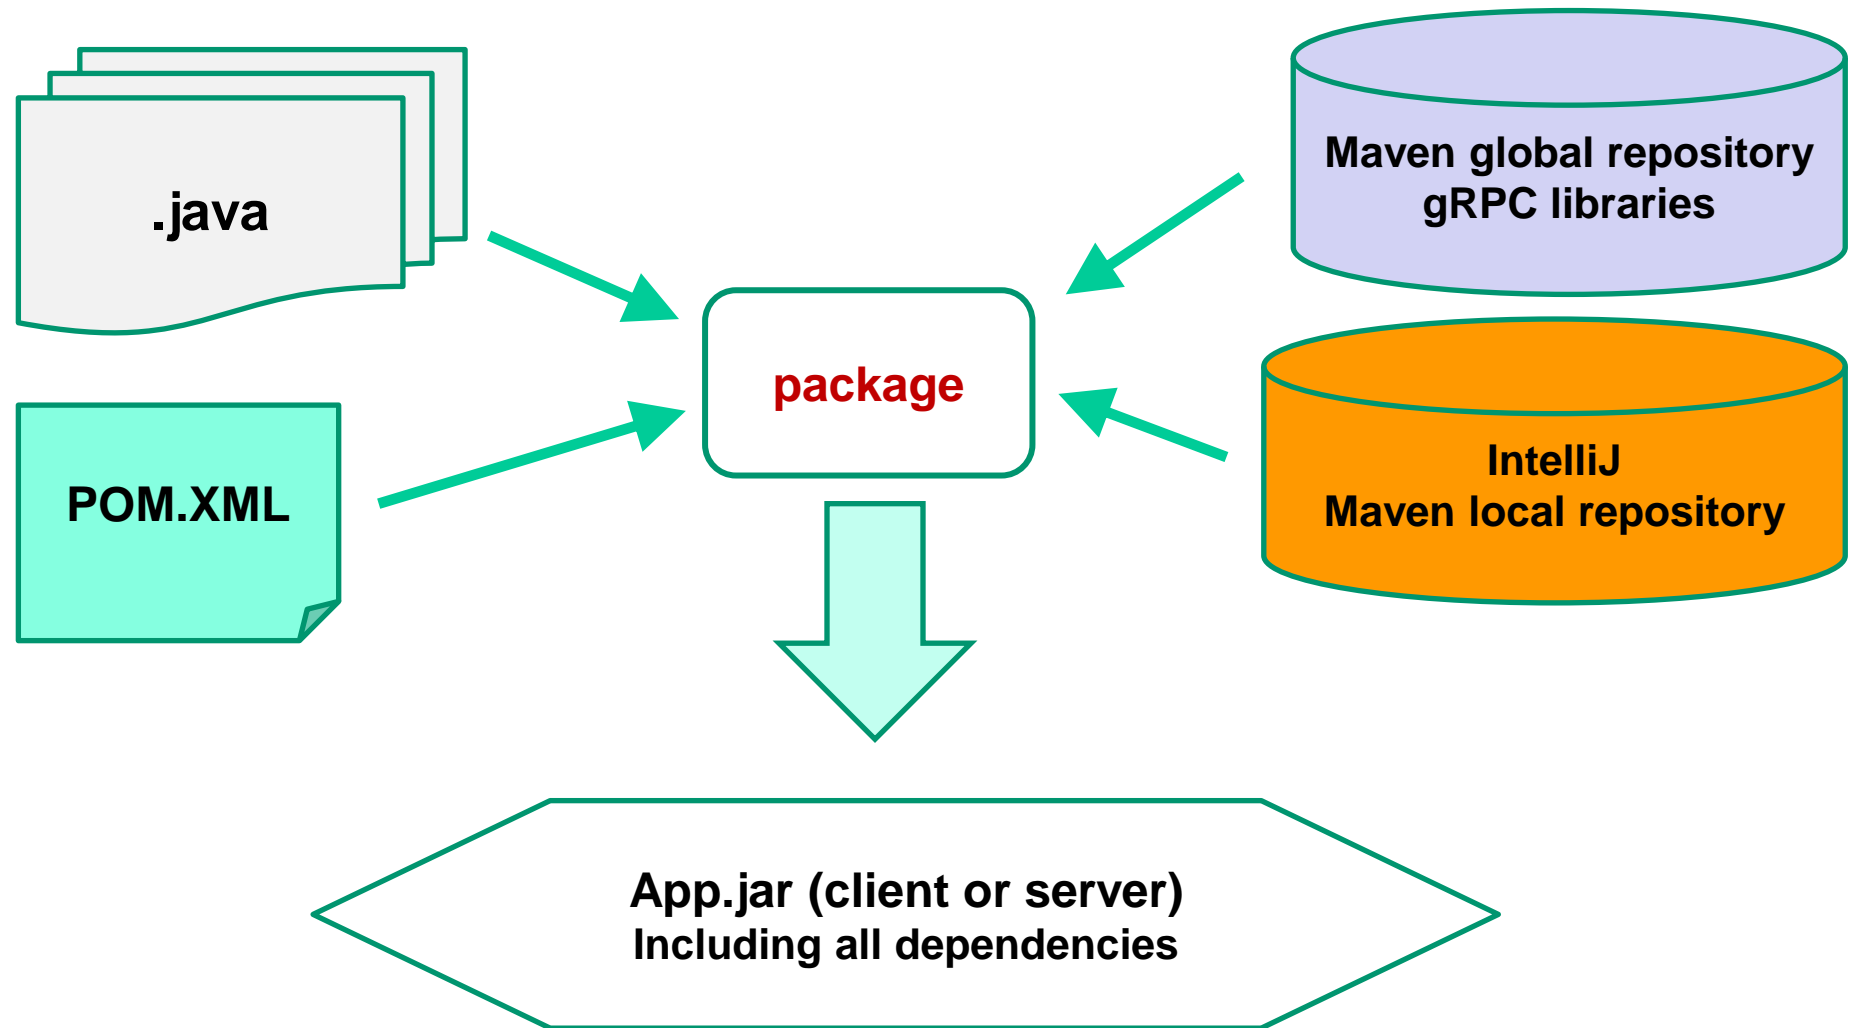 .java
Maven global repository
gRPC libraries
package
POM.XML
IntelliJ
Maven local repository
App.jar (client or server)
Including all dependencies